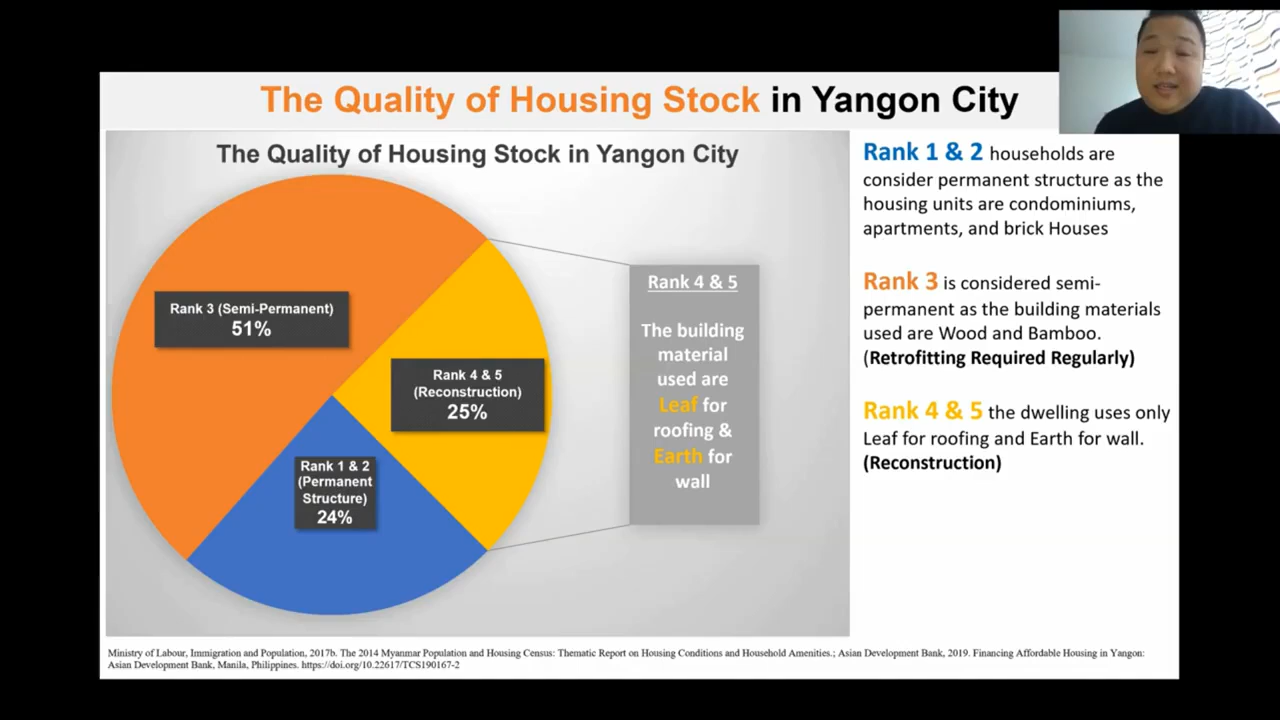 The Quality of Housing Stock in Yangon City
The Quality of Housing Stock in Yangon City
Rank 3 (Semi-Permanent)
51%
Rank 4 & 5
(Reconstruction)
25%
Rank 1 & 2
(Permanent
Structure)
24%
Rank 4 & 5
The building
material
used are
Leaf for
roofing &
Earth for
wall
Rank 1 & 2 households are
consider permanent structure as the
housing units are condominiums,
apartments, and brick Houses
Rank 3 is considered semi-
permanent as the building materials
used are Wood and Bamboo.
(Retrofitting Required Regularly)
Rank 4 & 5 the dwelling uses only
Leaf for roofing and Earth for wall.
(Reconstruction)
Ministry of Labour, Immigration and Population, 2017b. The 2014 Myanmar Population and Housing Census: Thematic Report on Housing Conditions and Household Amenities.; Asian Development Bank, 2019. Financing Affordable Housing in Yangon:
Asian Development Bank, Manila, Philippines. https://doi.org/10.22617/TCS190167-2